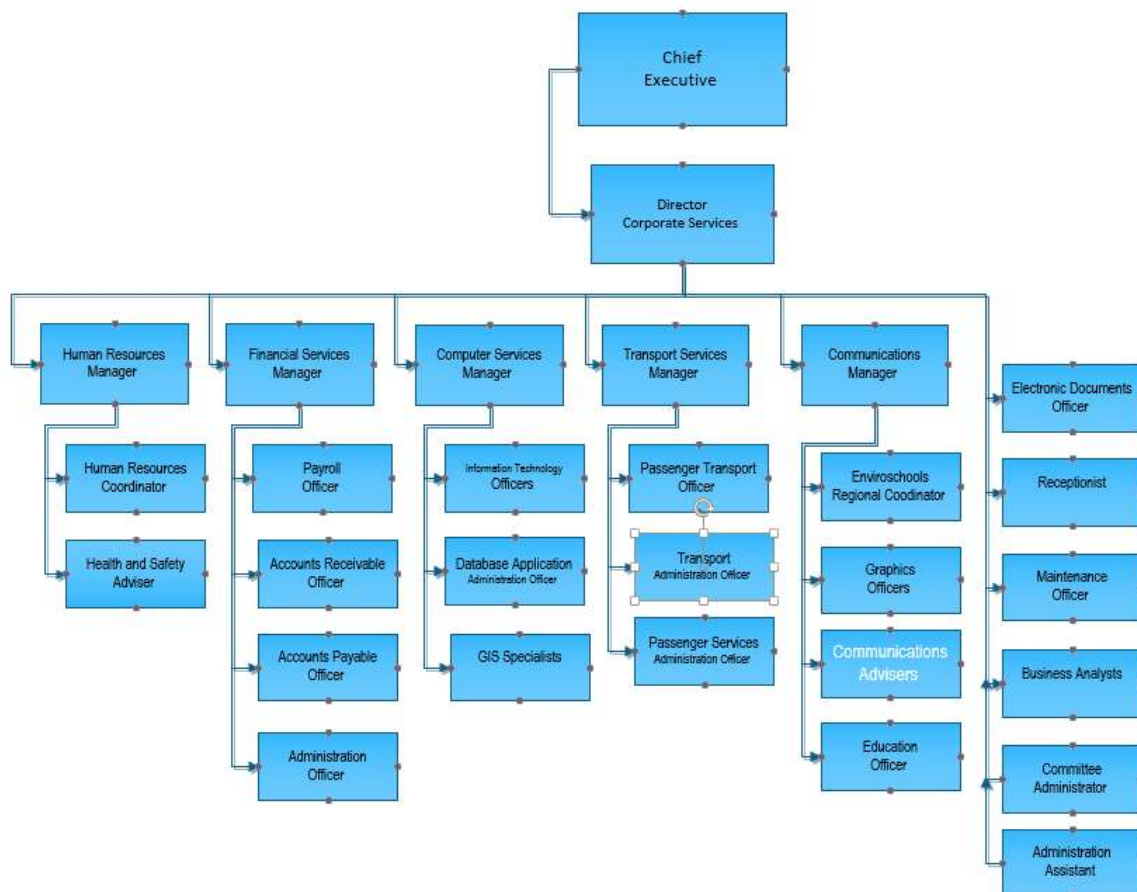 Chief
Executive
Director
Corporate Services
Human Resources
Manager
Financial Services
Manager
Computer Services
Manager
Transport Services
Manager
Communications
Manager
Human Resources
Coordinator
Health and Safety
Adviser
Payroll
Officer
Accounts Receivable
Officer
Accounts Payable
Officer
Administration
Officer
Information Technology
Officers
Database Application
Administration Officer
GIS Specialists
Passenger Transport
Officer
Transport
Administration Officer
Passenger Services
Administration Officer
Enviroschools
Regional Coodinator
Graphics
Officers
Communications
Advisers
Education
Officer
Electronic Documents
Officer
Receptionist
Maintenance
Officer
Business Analysts
Committee
Administrator
Administration
Assistant